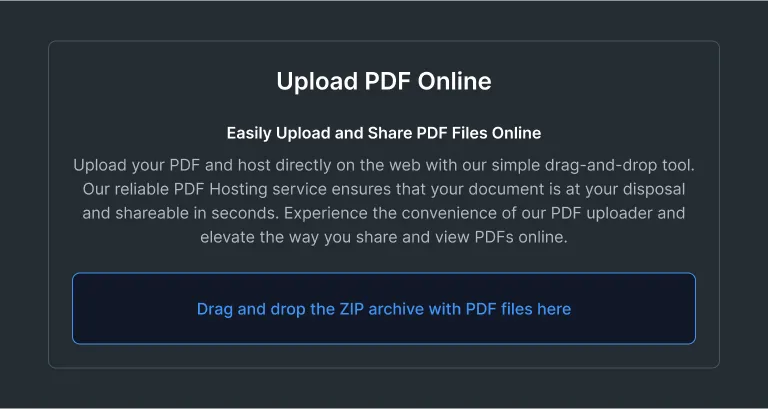 Upload PDF Online
Easily Upload and Share PDF Files Online
Upload your PDF and host directly on the web with our simple drag-and-drop tool.
Our reliable PDF Hosting service ensures that your document is at your disposal
and shareable in seconds. Experience the convenience of our PDF uploader and
elevate the way you share and view PDFs online.
Drag and drop the ZIP archive with PDF files here